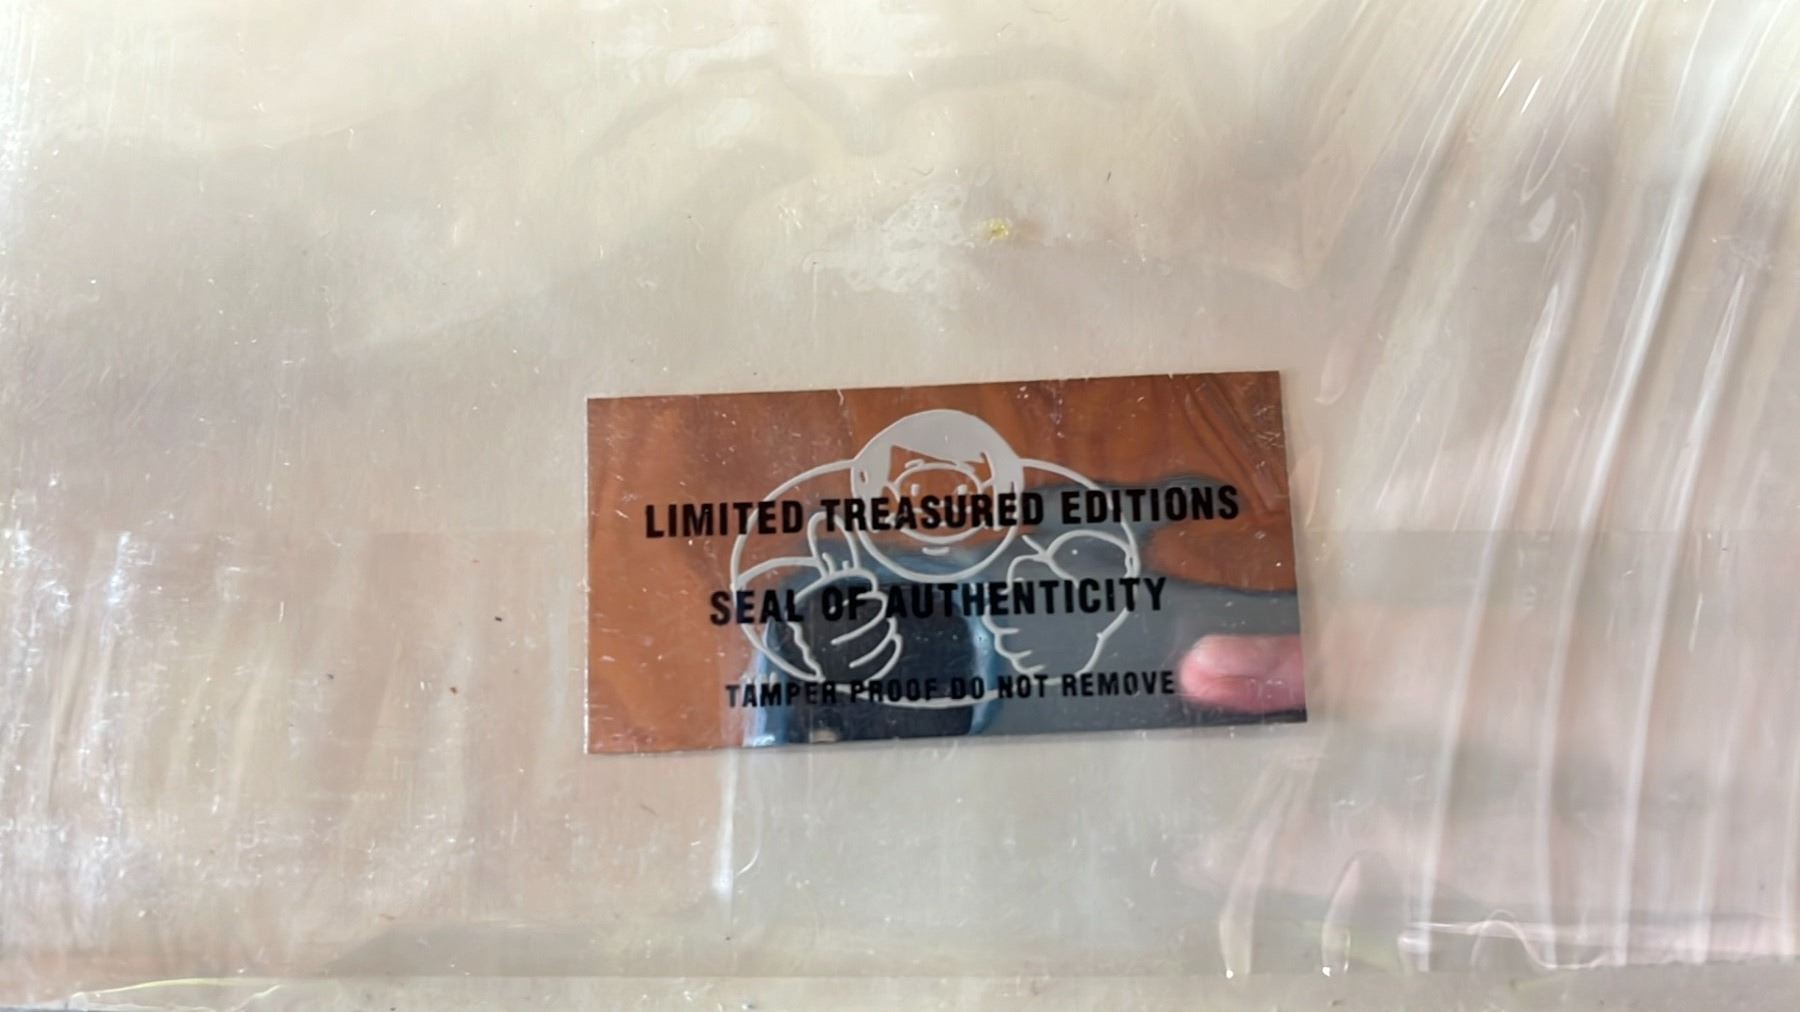 LIMITED TREASURED EDITIONS
SEAL OF AUTHENTICITY
TAMPER PROOF DO NOT REMOVE